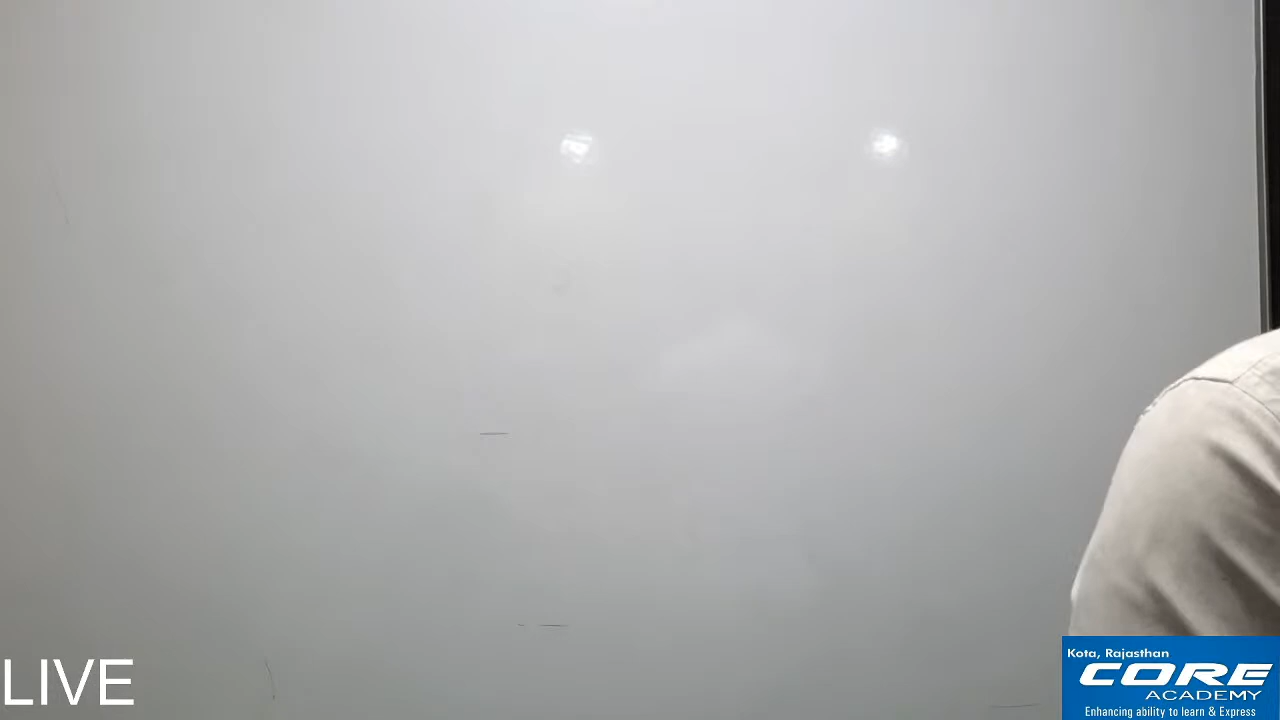 LIVE
Kota, Rajasthan
CORE
ACADEMY
Enhancing ability to learn & Express